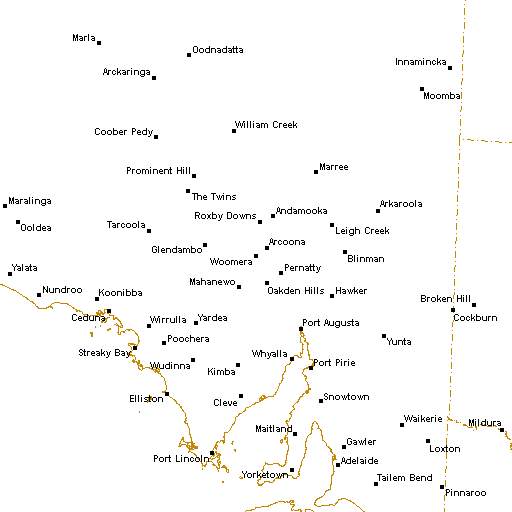 Marla
Oodnadatta
Innamincka
Arckaringa
Moomba
William Creek
Coober Pedy
Marree
Prominent Hill
The Twins
Maralinga
Arkaroola
Roxby Downs
Andamooka
Ooldea
Tarcoola
Leigh Creek
Glendambo
Arcoona
Woomera
Blinman
Yalata
Pernatty
Mahanewo
Nundroo
Koonibba
Oakden Hills
Hawker
Broken Hill
Ceduna
Cockburn
Wirrulla
Yardea
Port Augusta
Poochera
Yunta
Streaky Bay
Whyalla
Wudinna
Kimba
Port Pirie
Elliston
Cleve
Snowtown
Waikerie
Mildura
Maitland
Gawler
Loxton
Port Lincoln
Adelaide
Yorketown
Tailem Bend
Pinnaroo